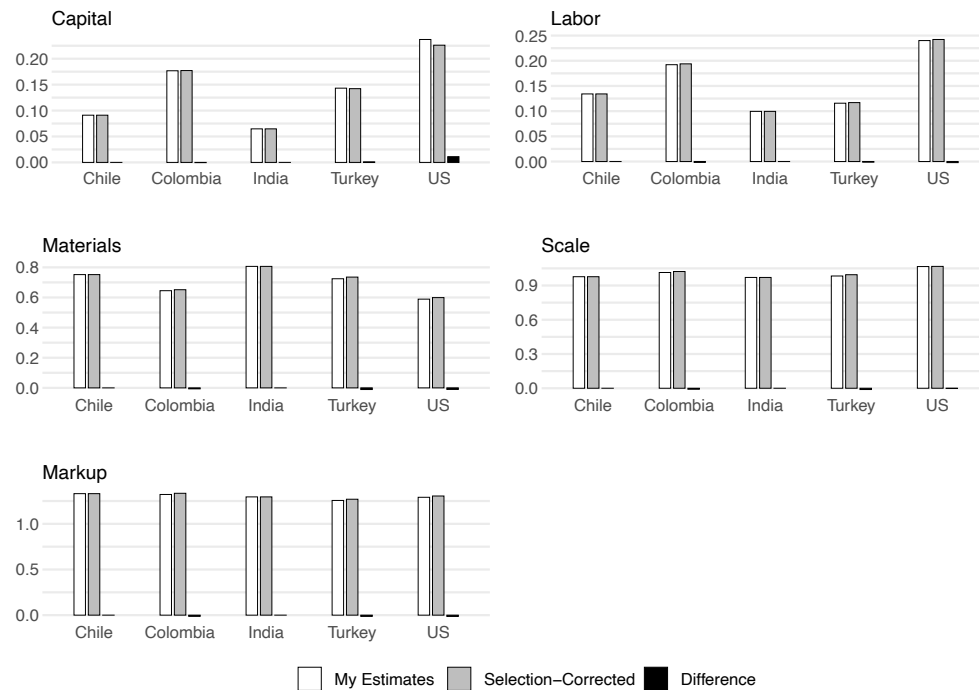 Capital
0.20
0.15
0.10
0.05
0.00
Chile Colombia India Turkey US
Labor
0.25
0.20
0.15
0.10
0.05
0.00
Chile Colombia India Turkey US
Materials
0.8
0.6
0.4
0.2
0.0
Chile Colombia India Turkey US
Scale
0.9
0.6
0.3
0.0
Chile Colombia India Turkey US
Markup
1.0
0.5
0.0
Chile Colombia India Turkey US
My Estimates Selection−Corrected Difference